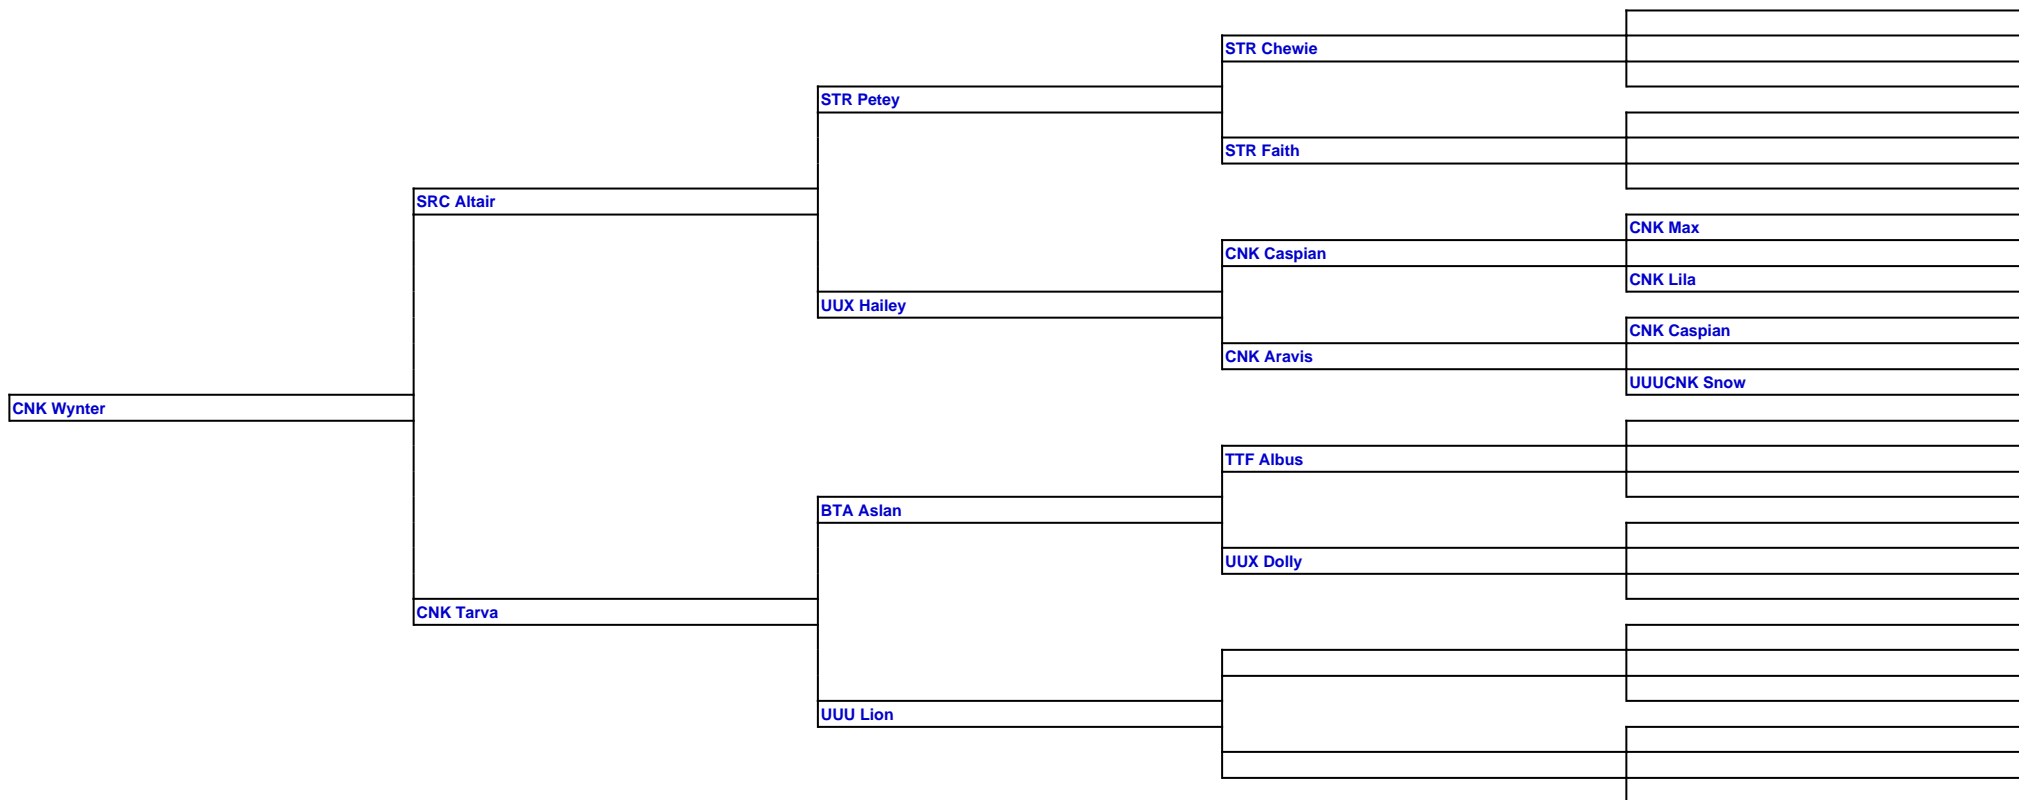 STR Chewie
STR Petey
STR Faith
SRC Altair
CNK Max
CNK Caspian
CNK Lila
UUX Hailey
CNK Caspian
CNK Aravis
UUUCNK Snow
CNK Wynter
TTF Albus
BTA Aslan
UUX Dolly
CNK Tarva
UUU Lion